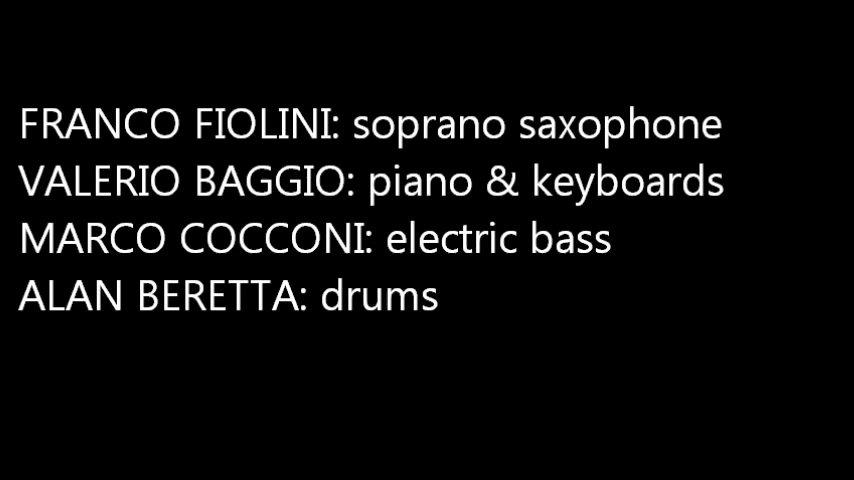 FRANCO FIOLINI: soprano saxophone
VALERIO BAGGIO: piano & keyboards
MARCO COCCONI: electric bass
ALAN BERETTA: drums